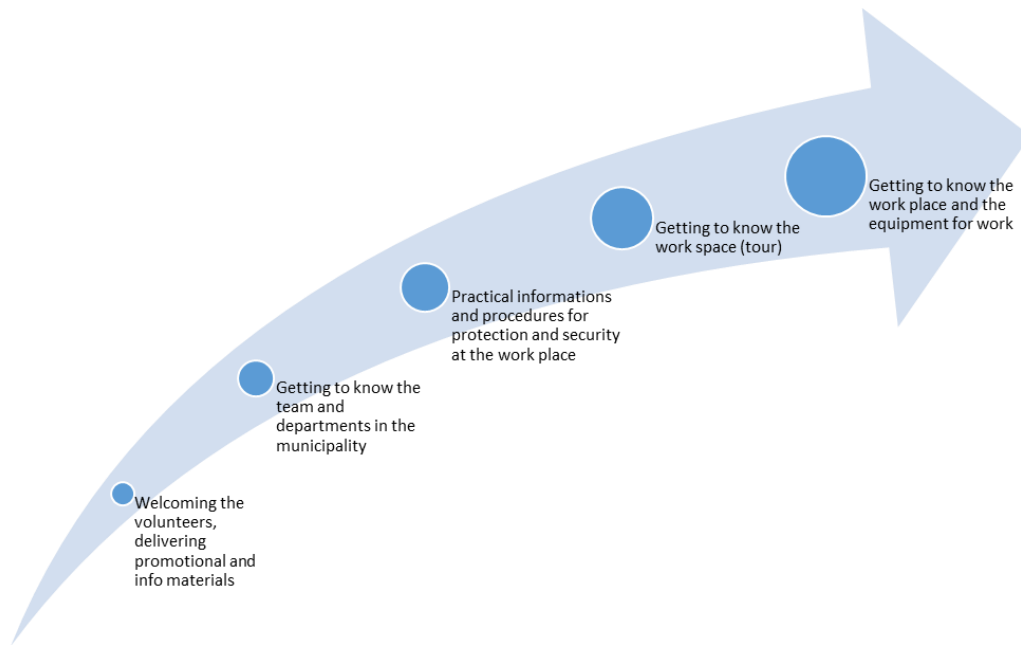 Welcoming the
volunteers,
delivering
promotional and
info materials
Getting to know the
team and
departments in the
municipality
Practical informations
and procedures for
protection and security
at the work place
Getting to know the
work space (tour)
Getting to know the
work place and the
equipment for work